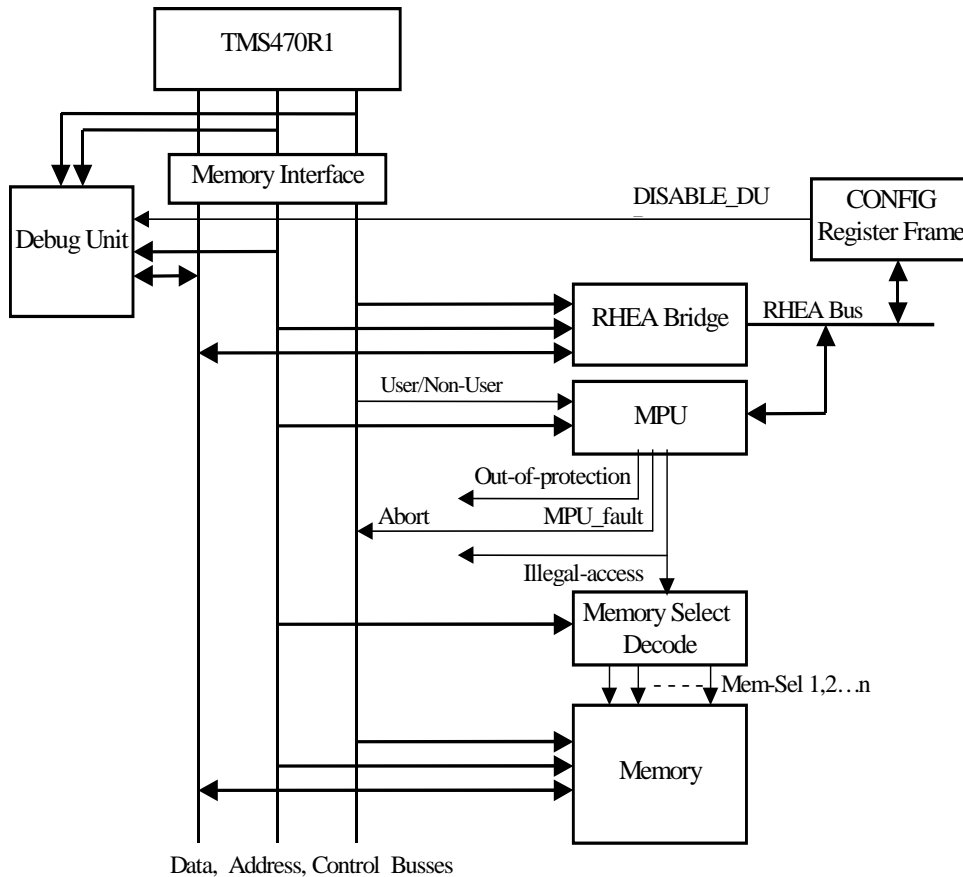 TMS470R1
Memory Interface
DISABLE_DU
CONFIG
Register Frame
Debug Unit
RHEA Bridge
RHEA Bus
User/Non-User
MPU
Out-of-protection
Abort
MPU_fault
Illegal-access
Memory Select
Decode
Mem-Sel 1,2…n
Memory
Data, Address, Control Busses